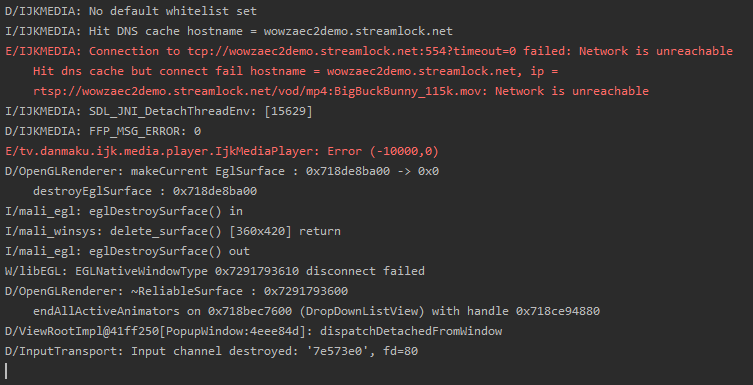 D/IJKMEDIA: No default whitelist set
I/IJKMEDIA: Hit DNS cache hostname = wowzaec2demo.streamlock.net
E/IJKMEDIA: Connection to tcp://wowzaec2demo.streamlock.net:554?timeout=0 failed: Network is unreachable
Hit dns cache but connect fail hostname = wowzaec2demo.streamlock.net, ip =
rtsp://wowzaec2demo.streamlock.net/vod/mp4:BigBuckBunny_115k.mov: Network is unreachable
I/IJKMEDIA: SDL_JNI_DetachThreadEnv: [15629]
D/IJKMEDIA: FFP_MSG_ERROR: 0
E/tv.danmaku.ijk.media.player.IjkMediaPlayer: Error (-10000,0)
D/OpenGLRenderer: makeCurrent EglSurface : 0x718de8ba00 -> 0x0
destroyEglSurface : 0x718de8ba00
I/mali_egl: eglDestroySurface() in
I/mali_winsys: delete_surface() [360x420] return
I/mali_egl: eglDestroySurface() out
W/libEGL: EGLNativeWindowType 0x7291793610 disconnect failed
D/OpenGLRenderer: ~ReliableSurface : 0x7291793600
endAllActiveAnimators on 0x718bec7600 (DropDownListView) with handle 0x718ce94880
D/ViewRootImpl@41ff250[PopupWindow:4eee84d]: dispatchDetachedFromWindow
D/InputTransport: Input channel destroyed: '7e573e0', fd=80